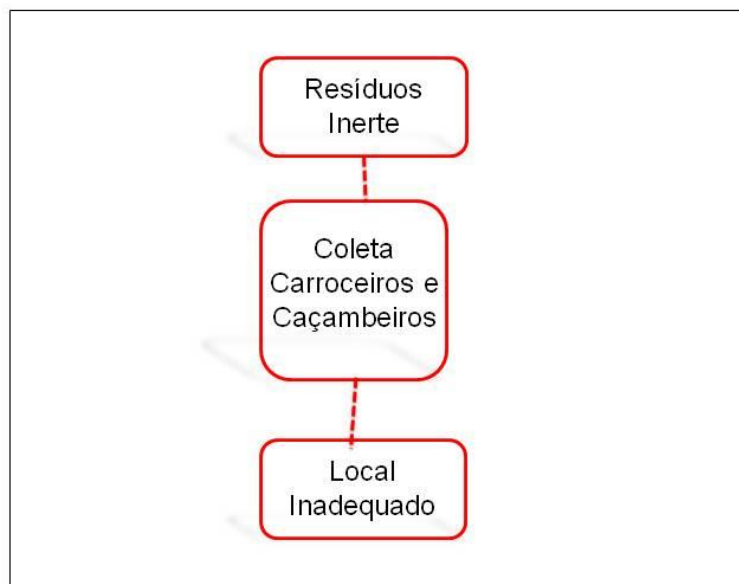 Resíduos
Inerte
Coleta
Carroceiros e
Caçambeiros
Local
Inadequado